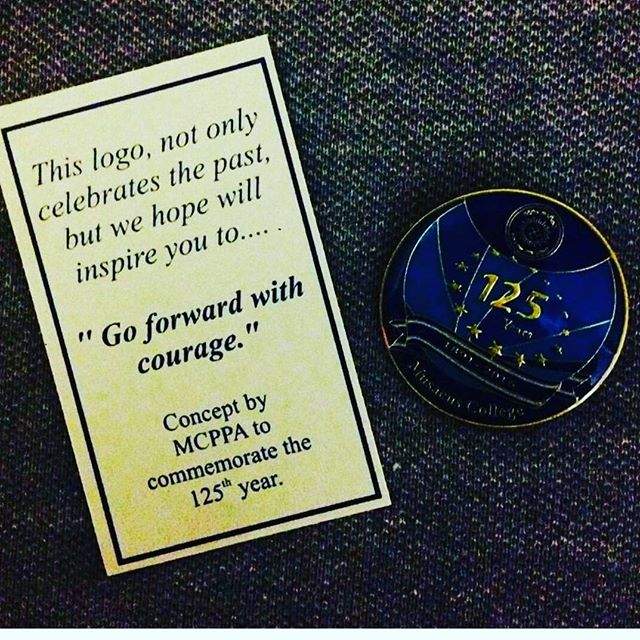 This logo, not only
celebrates the past,
but we hope will
inspire you to.... .
" Go forward with
courage."
Concept by
MCPPA to
commemorate the
125th year.
125
Years
College